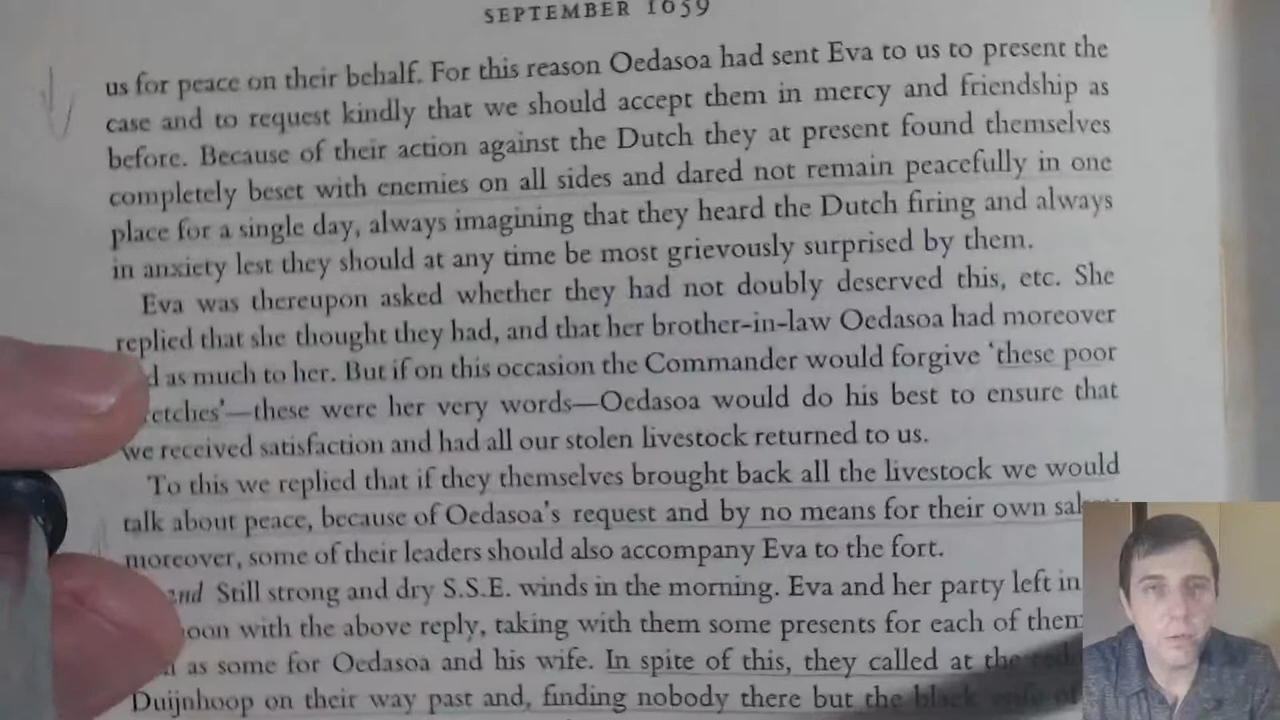 SEPTEMBER 1659
us for peace on their behalf. For this reason Oedasoa had sent Eva to us to present the
case and to request kindly that we should accept them in mercy and friendship as
before. Because of their action against the Dutch they at present found themselves
completely beset with enemies on all sides and dared not remain peacefully in one
place for a single day, always imagining that they heard the Dutch firing and always
in anxiety lest they should at any time be most grievously surprised by them.
Eva was thereupon asked whether they had not doubly deserved this, etc. She
replied that she thought they had, and that her brother-in-law Oedasoa had moreover
as much to her. But if on this occasion the Commander would forgive ‘these poor
etches’—these were her very words—Oedasoa would do his best to ensure that
we received satisfaction and had all our stolen livestock returned to us.
To this we replied that if they themselves brought back all the livestock we would
talk about peace, because of Oedasoa's request and by no means for their own
moreover, some of their leaders should also accompany Eva to the fort.
nd Still strong and dry S.S.E. winds in the morning. Eva and her party left in
oon with the above reply, taking with them some presents for each of them
as some for Oedasoa and his wife. In spite of this, they called at the
Duijnhoop on their way past and, finding nobody there but the black wife of